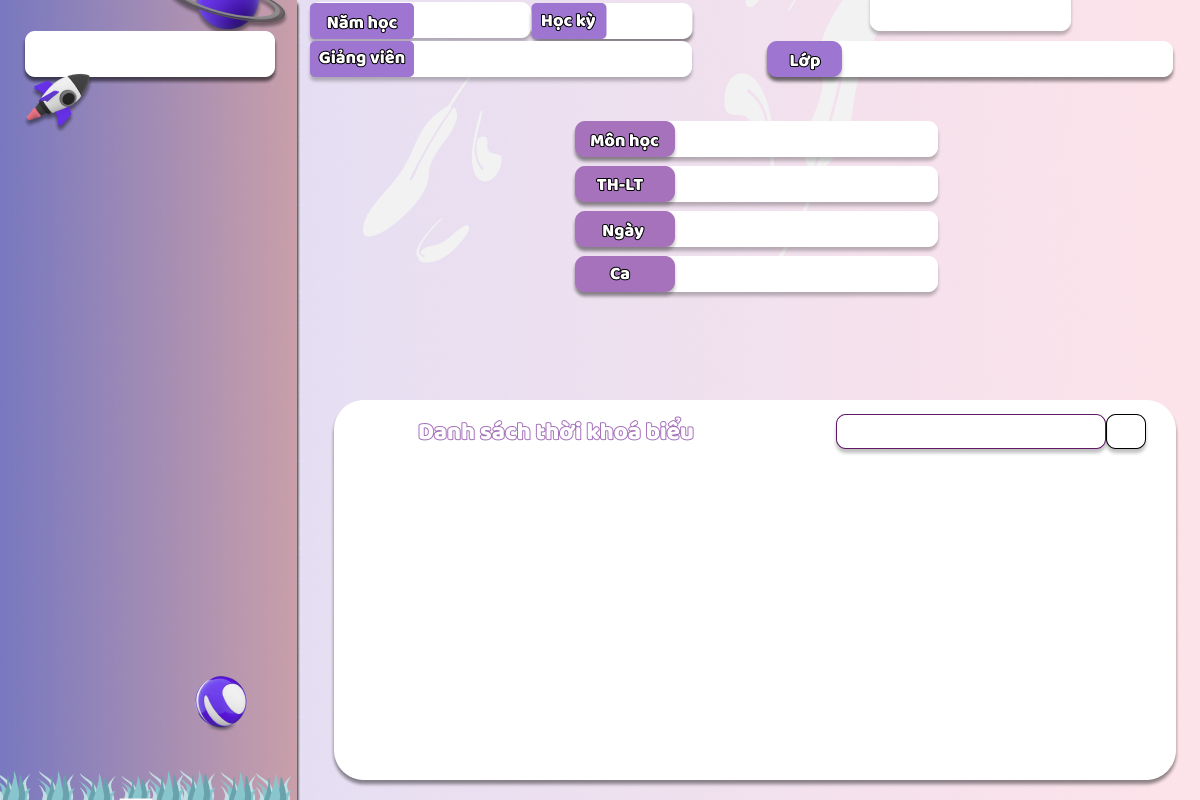 Năm học
Học kỳ
Giảng viên
Lớp
Môn học
TH-LT
Ngày
Ca
Danh sách thời khoá biểu